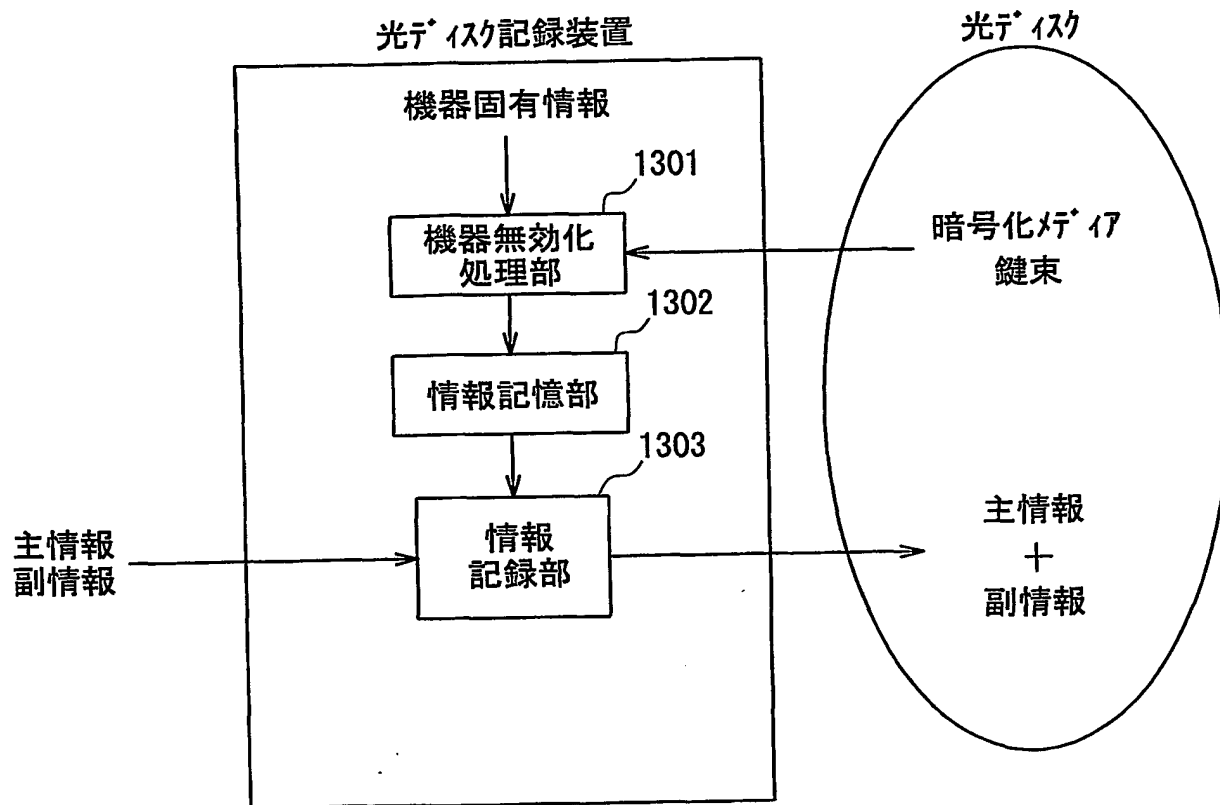 光ﾃﾞｨｽｸ記録装置
光ﾃﾞｨｽｸ
機器固有情報
1301
機器無効化
処理部
暗号化ﾒﾃﾞｨｱ
鍵束
1302
情報記憶部
1303
主情報
副情報
情報
記録部
主情報
＋
副情報